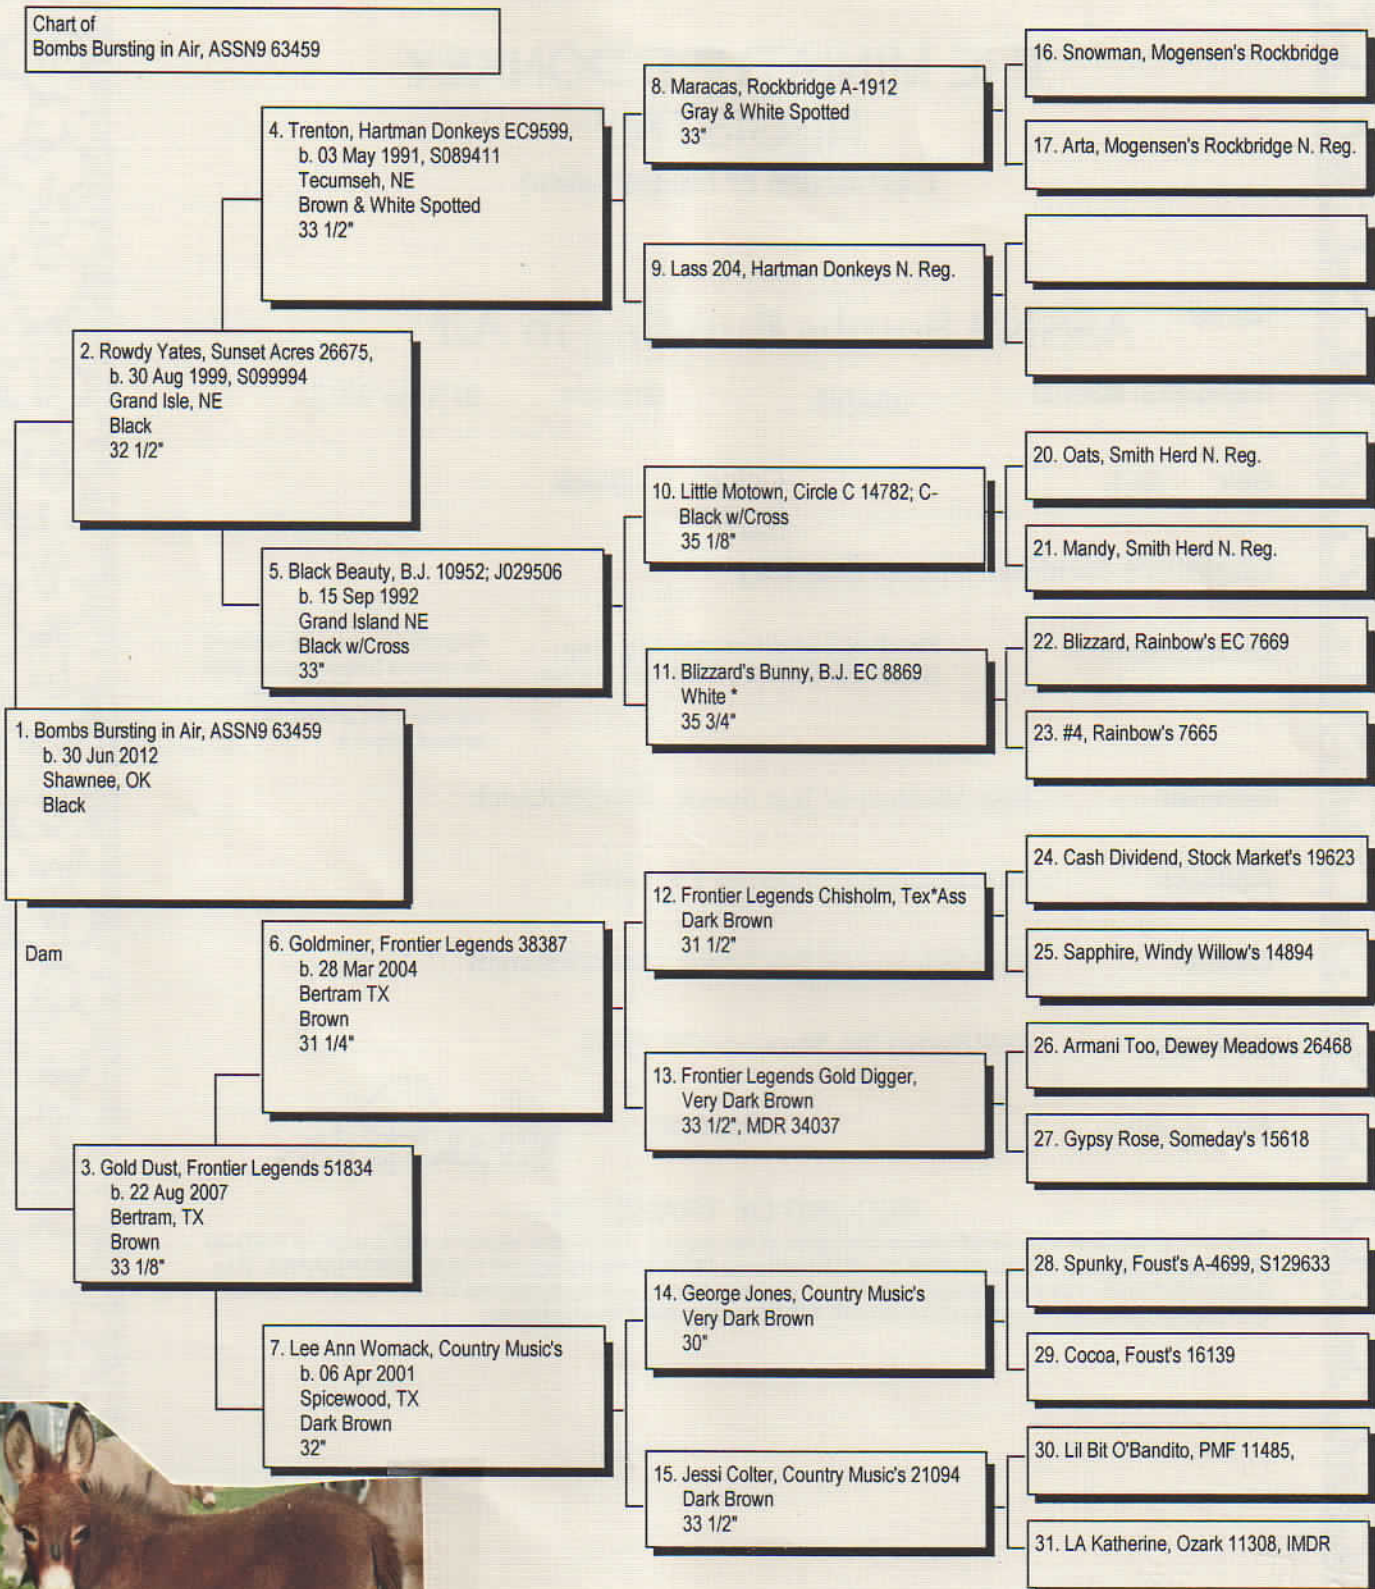 Chart of
Bombs Bursting in Air, ASSN9 63459
1. Bombs Bursting in Air, ASSN9 63459
b. 30 Jun 2012
Shawnee, OK
Black
Dam
2. Rowdy Yates, Sunset Acres 26675,
b. 30 Aug 1999, S099994
Grand Isle, NE
Black
32 1/2"
3. Gold Dust, Frontier Legends 51834
b. 22 Aug 2007
Bertram, TX
Brown
33 1/8"
4. Trenton, Hartman Donkeys EC9599,
b. 03 May 1991, S089411
Tecumseh, NE
Brown & White Spotted
33 1/2"
5. Black Beauty, B.J. 10952; J029506
b. 15 Sep 1992
Grand Island NE
Black w/Cross
33"
6. Goldminer, Frontier Legends 38387
b. 28 Mar 2004
Bertram TX
Brown
31 1/4"
7. Lee Ann Womack, Country Music's
b. 06 Apr 2001
Spicewood, TX
Dark Brown
32"
8. Maracas, Rockbridge A-1912
Gray & White Spotted
33"
9. Lass 204, Hartman Donkeys N. Reg.
10. Little Motown, Circle C 14782; C-
Black w/Cross
35 1/8"
11. Blizzard's Bunny, B.J. EC 8869
White *
35 3/4"
12. Frontier Legends Chisholm, Tex*Ass
Dark Brown
31 1/2"
13. Frontier Legends Gold Digger,
Very Dark Brown
33 1/2", MDR 34037
14. George Jones, Country Music's
Very Dark Brown
30"
15. Jessi Colter, Country Music's 21094
Dark Brown
33 1/2"
16. Snowman, Mogensen's Rockbridge
17. Arta, Mogensen's Rockbridge N. Reg.
20. Oats, Smith Herd N. Reg.
21. Mandy, Smith Herd N. Reg.
22. Blizzard, Rainbow's EC 7669
23. #4, Rainbow's 7665
24. Cash Dividend, Stock Market's 19623
25. Sapphire, Windy Willow's 14894
26. Armani Too, Dewey Meadows 26468
27. Gypsy Rose, Someday's 15618
28. Spunky, Foust's A-4699, S129633
29. Cocoa, Foust's 16139
30. Lil Bit O'Bandito, PMF 11485,
31. LA Katherine, Ozark 11308, IMDR